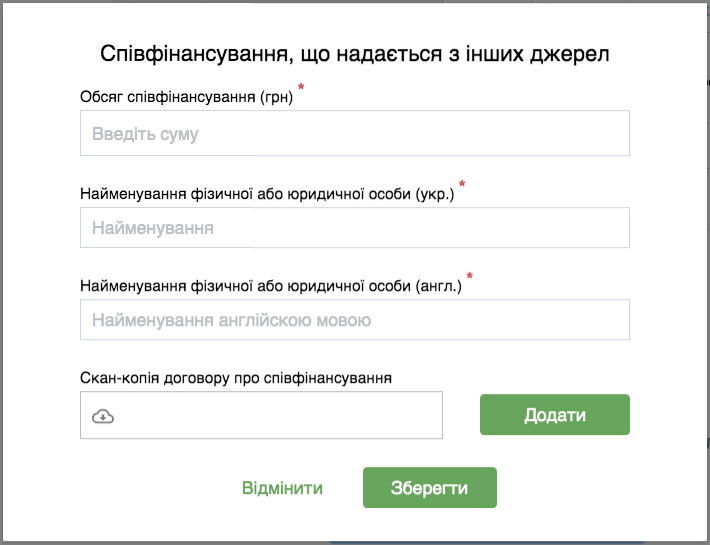 Співфінансування, що надається з інших джерел
Обсяг співфінансування (грн) *
Введіть суму
Найменування фізичної або юридичної особи (укр.) *
Найменування
Найменування фізичної або юридичної особи (англ.) *
Найменування англійскою мовою
Скан-копія договору про співфінансування
Додати
Відмінити
Зберегти